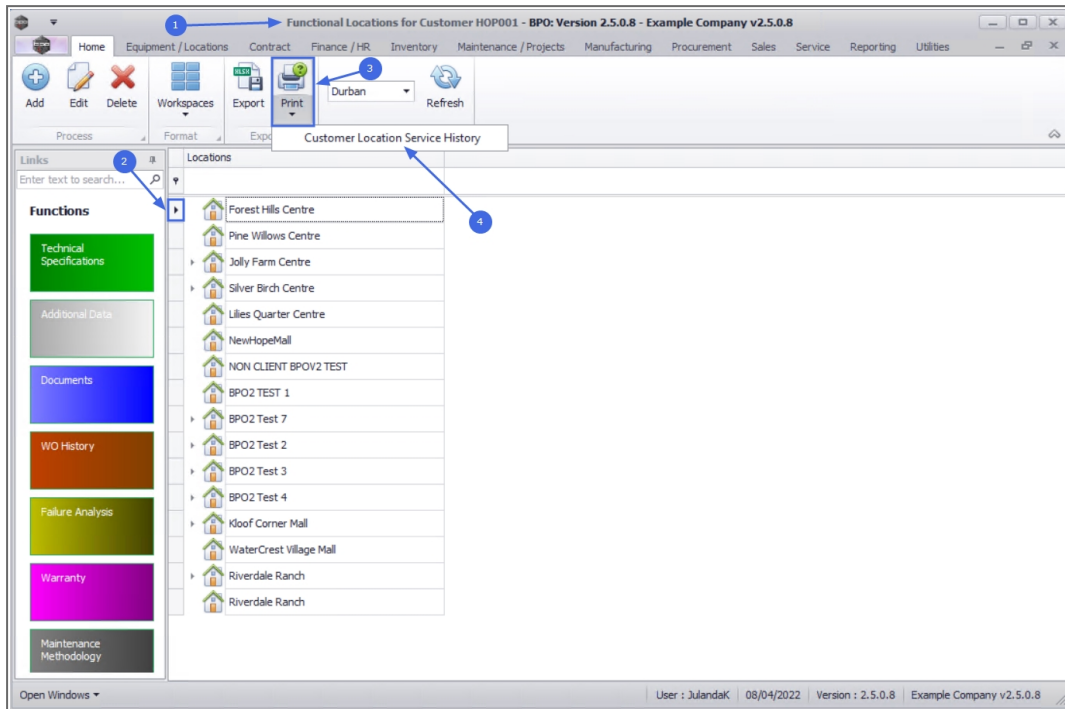 1
Functional Locations for Customer HOP001 - BPO: Version 2.5.0.8 - Example Company v2.5.0.8
Home Equipment / Locations Contract Finance / HR Inventory Maintenance / Projects Manufacturing Procurement Sales Service Reporting Utilities
XLSX
3
Durban
Add Edit Delete Workspaces Export Print Refresh
Process Format Expo
Customer Location Service History
Links
2
Locations
Enter text to search...
4
Functions
Forest Hills Centre
Pine Willows Centre
Technical
Specifications
Jolly Farm Centre
Silver Birch Centre
Additional Data
Lilies Quarter Centre
NewHopeMall
NON CLIENT BPOV2 TEST
Documents
BPO2 TEST 1
BPO2 Test 7
WO History
BPO2 Test 2
BPO2 Test 3
BPO2 Test 4
Failure Analysis
Kloof Corner Mall
WaterCrest Village Mall
Warranty
Riverdale Ranch
Riverdale Ranch
Maintenance
Methodology
Open Windows
User : JulandaK 08/04/2022 Version : 2.5.0.8 Example Company v2.5.0.8